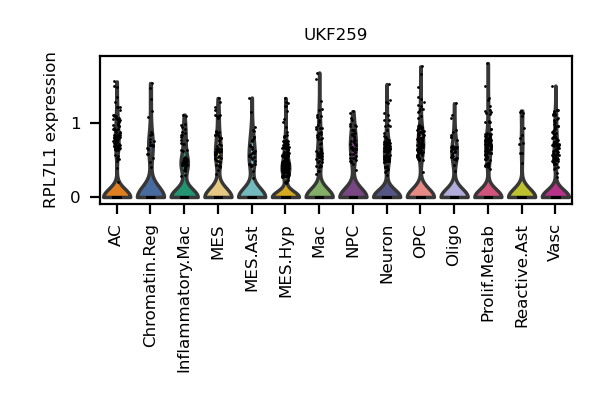 UKF259
RPL7L1 expression
1
0
AC
Chromatin.Reg
Inflammatory.Mac
MES
MES.Ast
MES.Hyp
Mac
NPC
Neuron
OPC
Oligo
Prolif.Metab
Reactive.Ast
Vasc